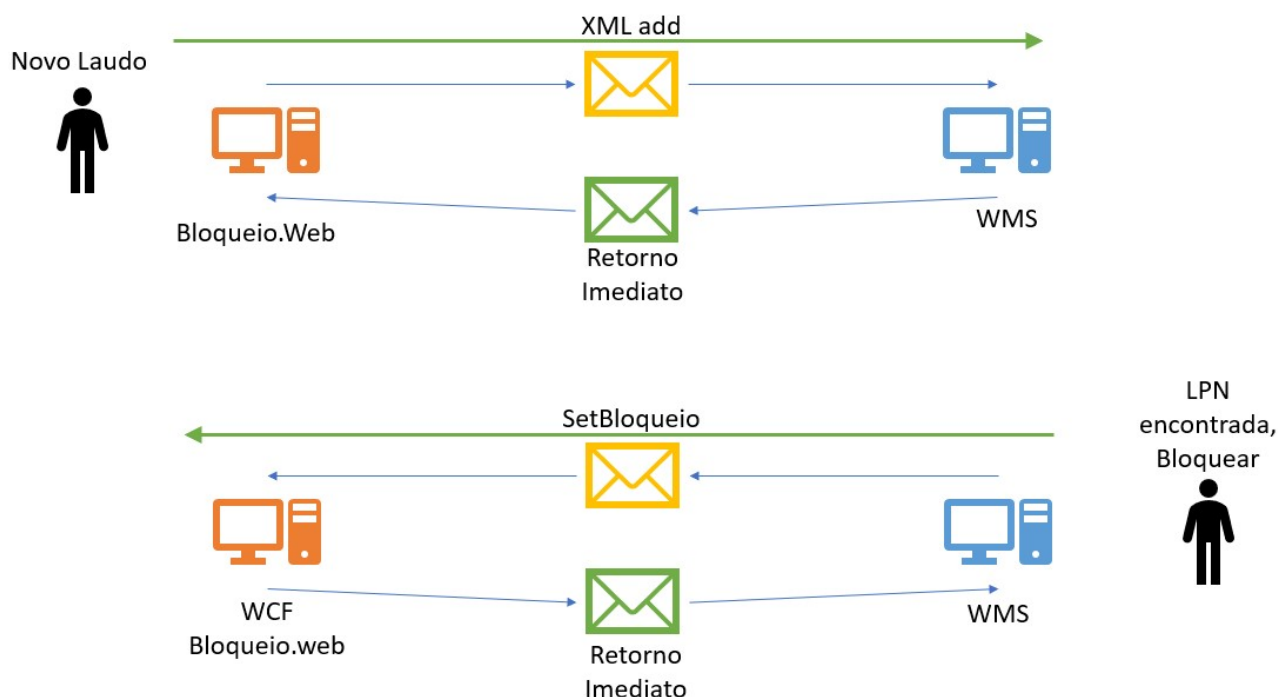 XML add
Novo Laudo
Bloqueio.Web
WMS
Retorno
Imediato
SetBloqueio
LPN
encontrada,
Bloquear
WCF
Bloqueio.web
WMS
Retorno
Imediato